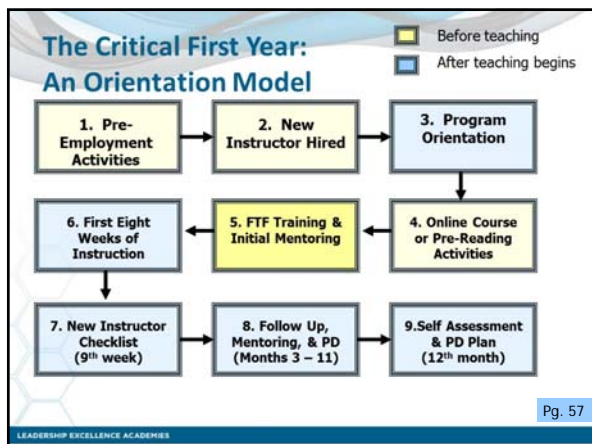 The Critical First Year:
An Orientation Model
Before teaching
After teaching begins
1. Pre-
Employment
Activities
2. New
Instructor Hired
3. Program
Orientation
4. Online Course
or Pre-Reading
Activities
5. FTF Training &
Initial Mentoring
6. First Eight
Weeks of
Instruction
7. New Instructor
Checklist
(9th week)
8. Follow Up,
Mentoring, & PD
(Months 3 – 11)
9.Self Assessment
& PD Plan
(12th month)
Pg. 57
LEADERSHIP EXCELLENCE ACADEMIES